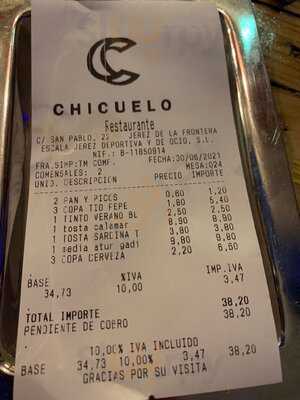 CHICUELO
Restaurante
C/ SAN PABLO, 23 JEREZ DE LA FRONTERA
ESCALA JEREZ DEPORTIVA Y DE OCIO, S.L.
NIF.: B-11850914
FRA.SIMP:TM COMF. FECHA:30/06/2021
COMENSALES: 2 MESA:024
UNID. DESCRIPCION PRECIO IMPORTE
2 PAN Y PICOS 0,60 1,20
3 COPA TIO PEPE 1,80 5,40
1 TINTO VERANO BL 2,50 2,50
1 tosta calamar 8,90 8,90
1 TOSTA SARDINA T 3,80 3,80
1 sedia atur gadi 9,80 9,80
3 COPA CERVEZA 2,20 6,60
BASE %IVA IMP.IVA
34,73 10,00 3,47
TOTAL IMPORTE 38,20
PENDIENTE DE COBRO 38,20
10,00% IVA INCLUIDO
BASE 34,73 10,00% 3,47 38,20
GRACIAS POR SU VISITA